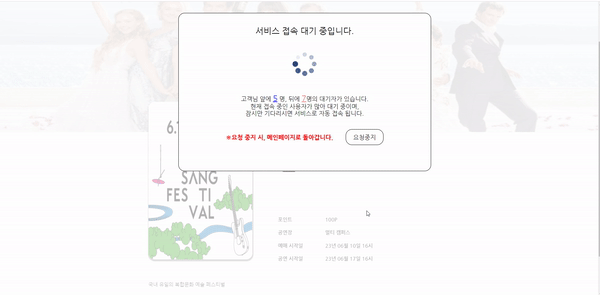 서비스 접속 대기 중입니다.
고객님 앞에 5 명, 뒤에 7명의 대기자가 있습니다.
현재 접속 중인 사용자가 많아 대기 중이며,
잠시만 기다리시면 서비스로 자동 접속 됩니다.
※요청 중지 시, 메인페이지로 돌아갑니다.
요청중지
SANG
FES TI
VAL
포인트 100P
공연장 멀티 캠퍼스
예매 시작일 23년 06월 10일 16시
공연 시작일 23년 06월 17일 16시